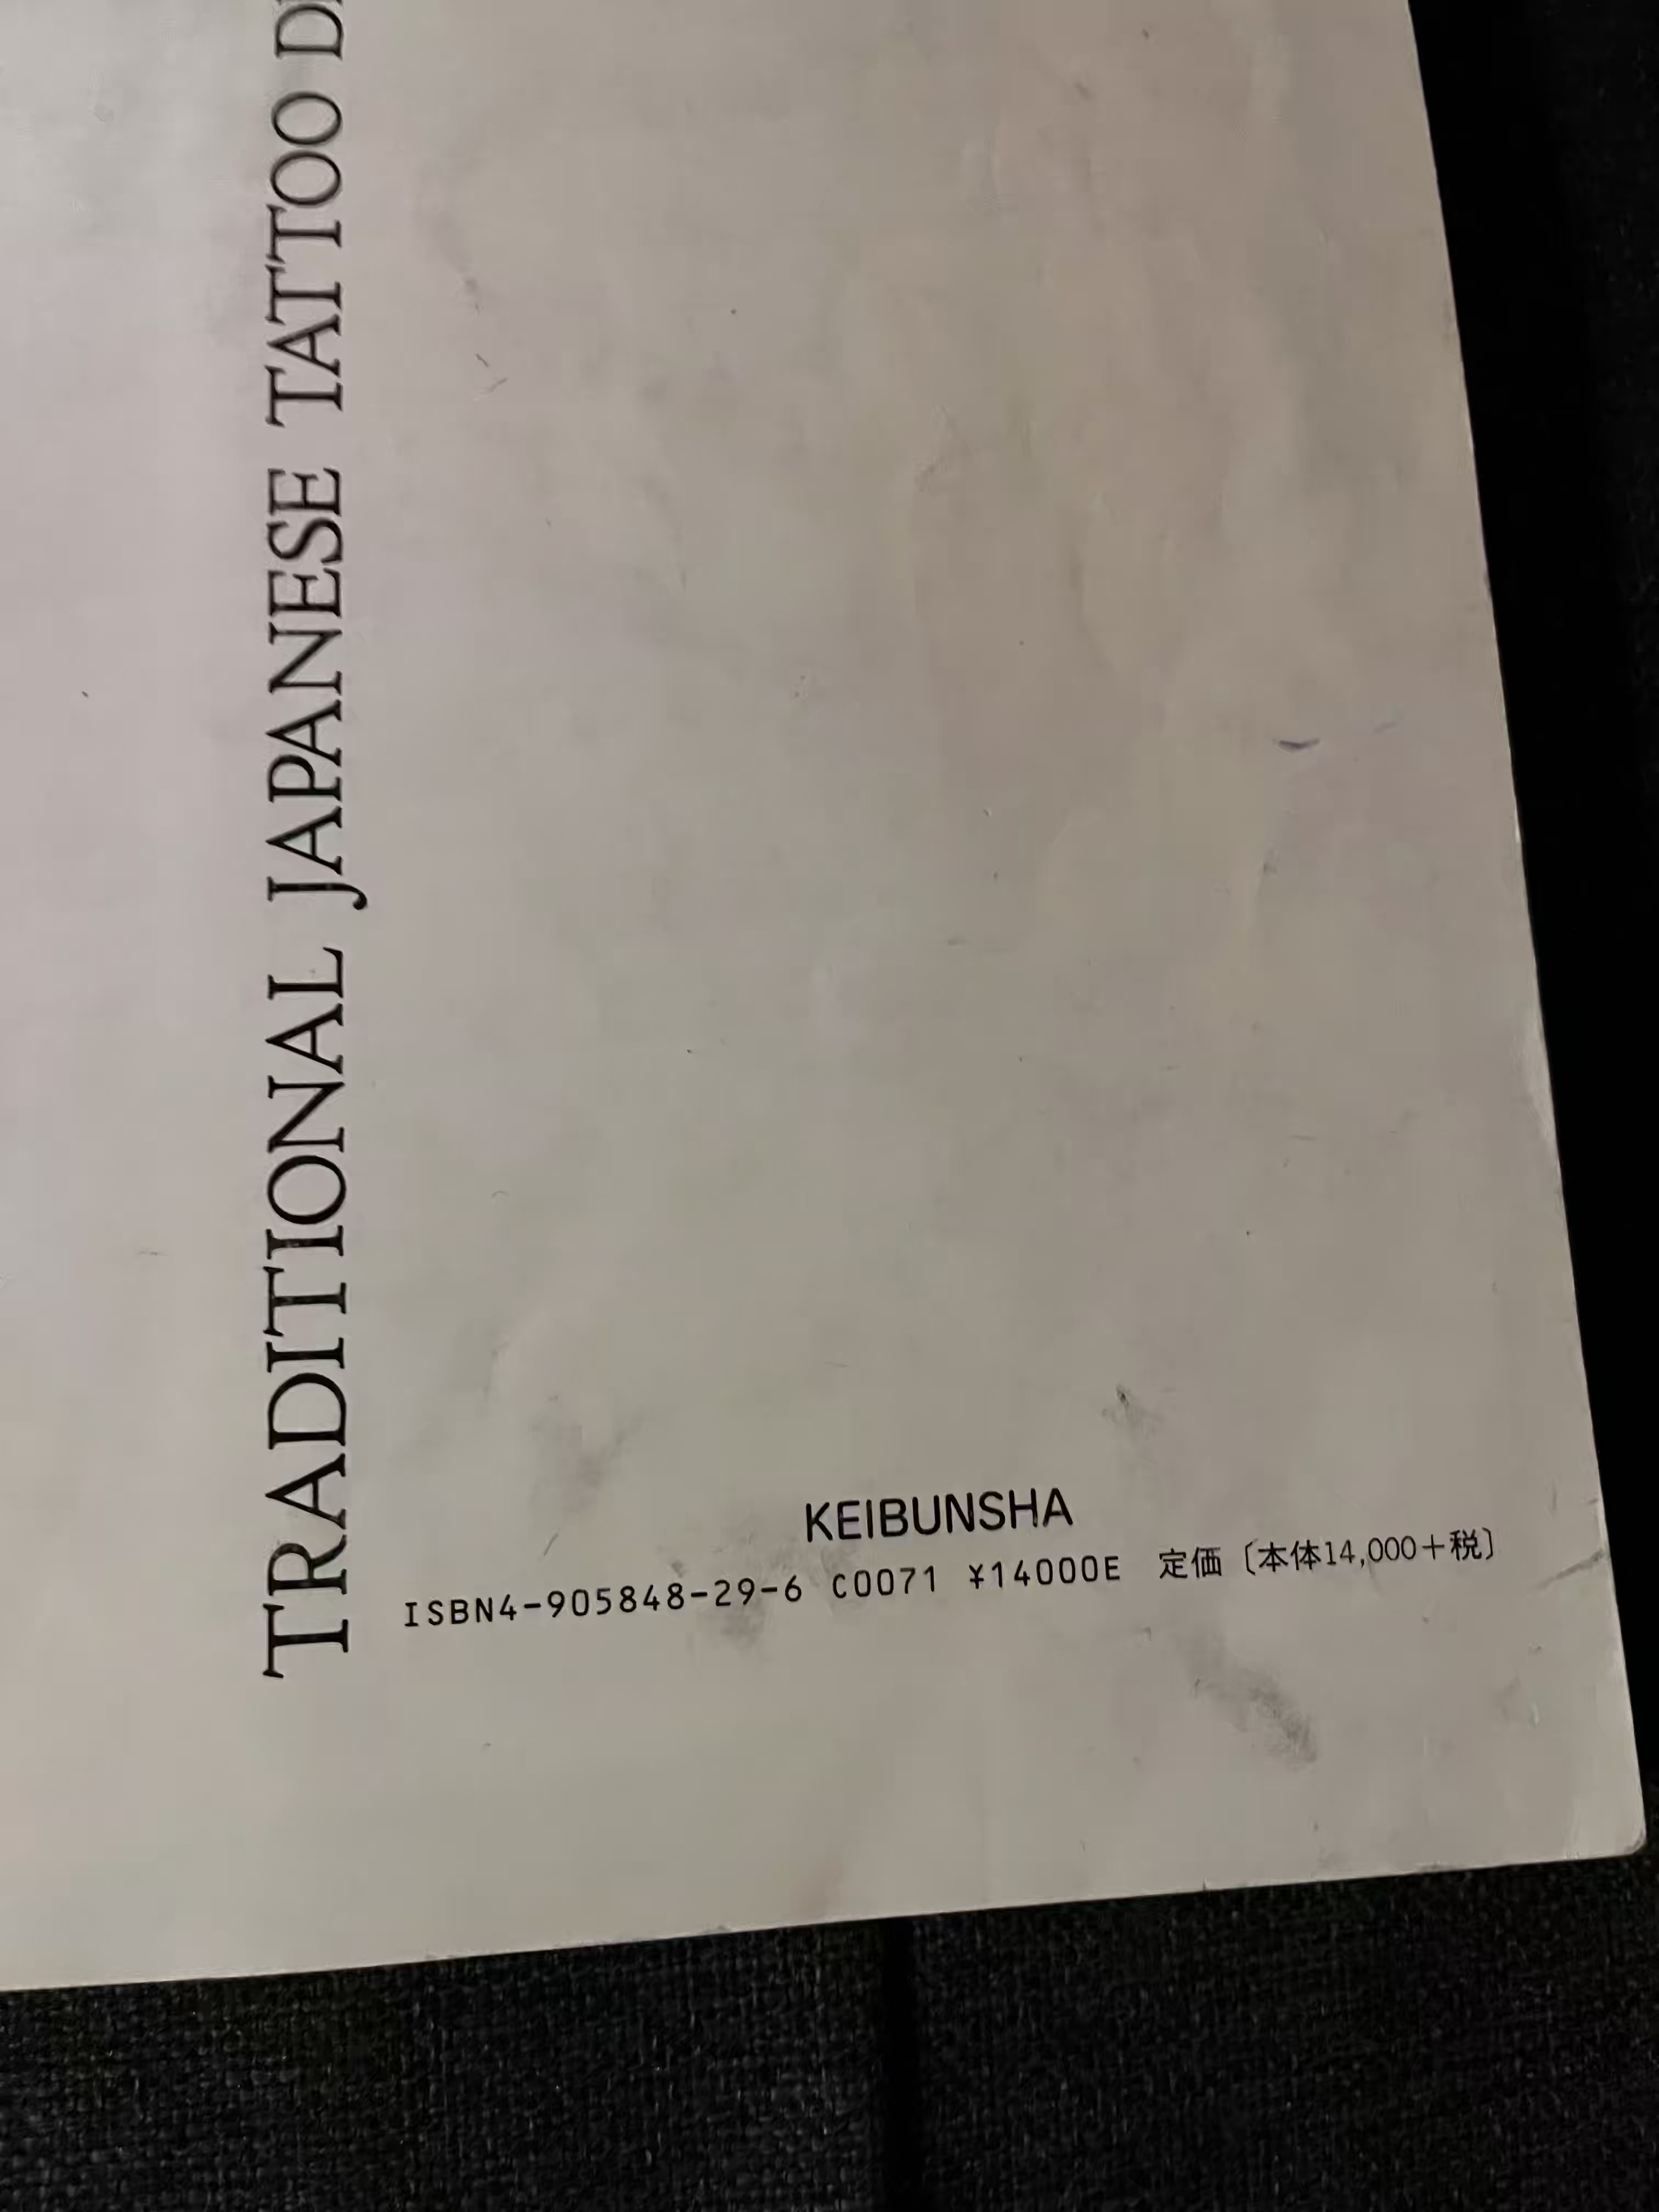 TRADITIONAL JAPANESE TATTOO
KEIBUNSHA
ISBN4-905848-29-6 C0071 ¥14000E 定価〔本体14,000+税〕